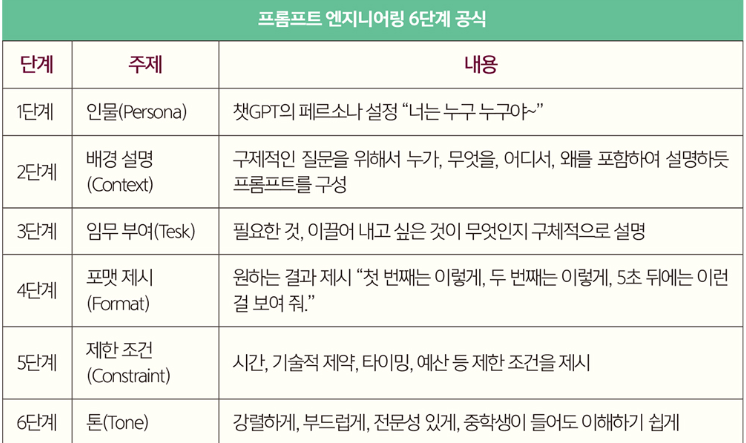 프롬프트 엔지니어링 6단계 공식
단계 주제 내용
1단계 인물(Persona) 챗GPT의 페르소나 설정 “너는 누구 누구야~”
2단계 배경 설명 (Context) 구제적인 질문을 위해서 누가, 무엇을, 어디서, 왜를 포함하여 설명하듯
프롬프트를 구성
3단계 임무 부여(Tesk) 필요한 것, 이끌어 내고 싶은 것이 무엇인지 구체적으로 설명
4단계 포맷 제시 (Format) 원하는 결과 제시 “첫 번째는 이렇게, 두 번째는 이렇게, 5초 뒤에는 이런
걸 보여 줘.”
5단계 제한 조건 (Constraint) 시간, 기술적 제약, 타이밍, 예산 등 제한 조건을 제시
6단계 톤(Tone) 강렬하게, 부드럽게, 전문성 있게, 중학생이 들어도 이해하기 쉽게